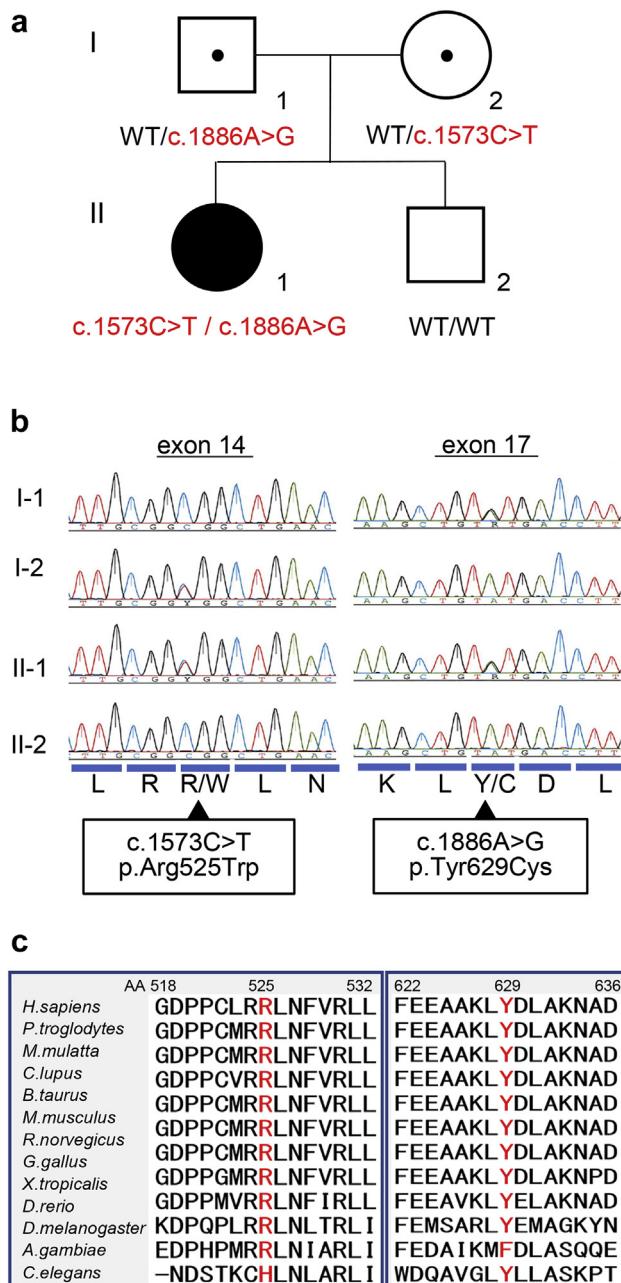 a
I
1
2
WT/c.1886A>G
WT/c.1573C>T
II
1
2
c.1573C>T / c.1886A>G
WT/WT
b
exon 14
exon 17
I-1
T T G C G G C G G C T G A A C
A A G C T G T R T G A C C T T
I-2
T T G C G G Y G G C T G A A C
A A G C T G T A T G A C C T T
II-1
T T G C G G Y G G C T G A A C
A A G C T G T R T G A C C T T
II-2
T T G C G G C G G C T G A A C
A A G C T G T A T G A C C T T
L R R/W L N
K L Y/C D L
c.1573C>T
p.Arg525Trp
c.1886A>G
p.Tyr629Cys
c
AA 518 525 532 622 629 636
H.sapiens GDPPCLRRLNFVRLL FEEAAKLYDLAKNAD
P.troglodytes GDPPCMRRLNFVRLL FEEAAKLYDLAKNAD
M.mulatta GDPPCMRRLNFVRLL FEEAAKLYDLAKNAD
C.lupus GDPPCVRRLNFVRLL FEEAAKLYDLAKNAD
B.taurus GDPPCMRRLNFVRLL FEEAAKLYDLAKNAD
M.musculus GDPPCMRRLNFVRLL FEEAAKLYDLAKNAD
R.norvegicus GDPPCMRRLNFVRLL FEEAAKLYDLAKNAD
G.gallus GDPPCMRRLNFVRLL FEEAAKLYDLAKNAD
X.tropicalis GDPPGMRRLNFVRLL FEEAAKLYDLAKNPD
D.rerio GDPPMVRRLNFIRLL FEEAVKLYELAKNAD
D.melanogaster KDPQPLRRLNLTRLI FEMSARLYEMAGKYN
A.gambiae EDPHPMRRLNIARLI FEDAIKMFDLASQQE
C.elegans –NDSTKCHLNLARLI WDQAVGLYLLASKPT